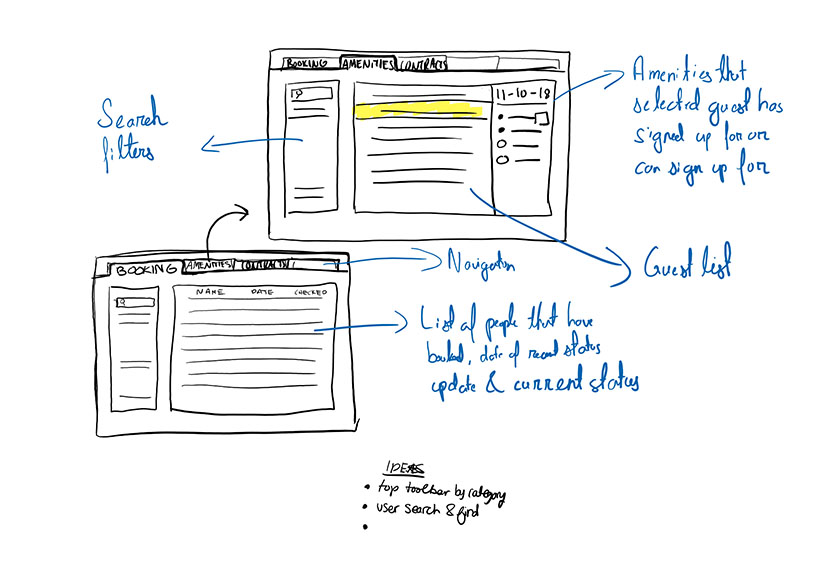 BOOKING AMENITIES CONTRACTS
11-10-18
Search
filters
Amenities that
selected guest has
signed up for or
can sign up for
Guest list
BOOKING AMENITIES CONTRACTS
Navigation
NAME DATE CHECKED
List of people that have
booked, date of recent status
update & current status
IDEAS
• top toolbar by category
• user search & find
•